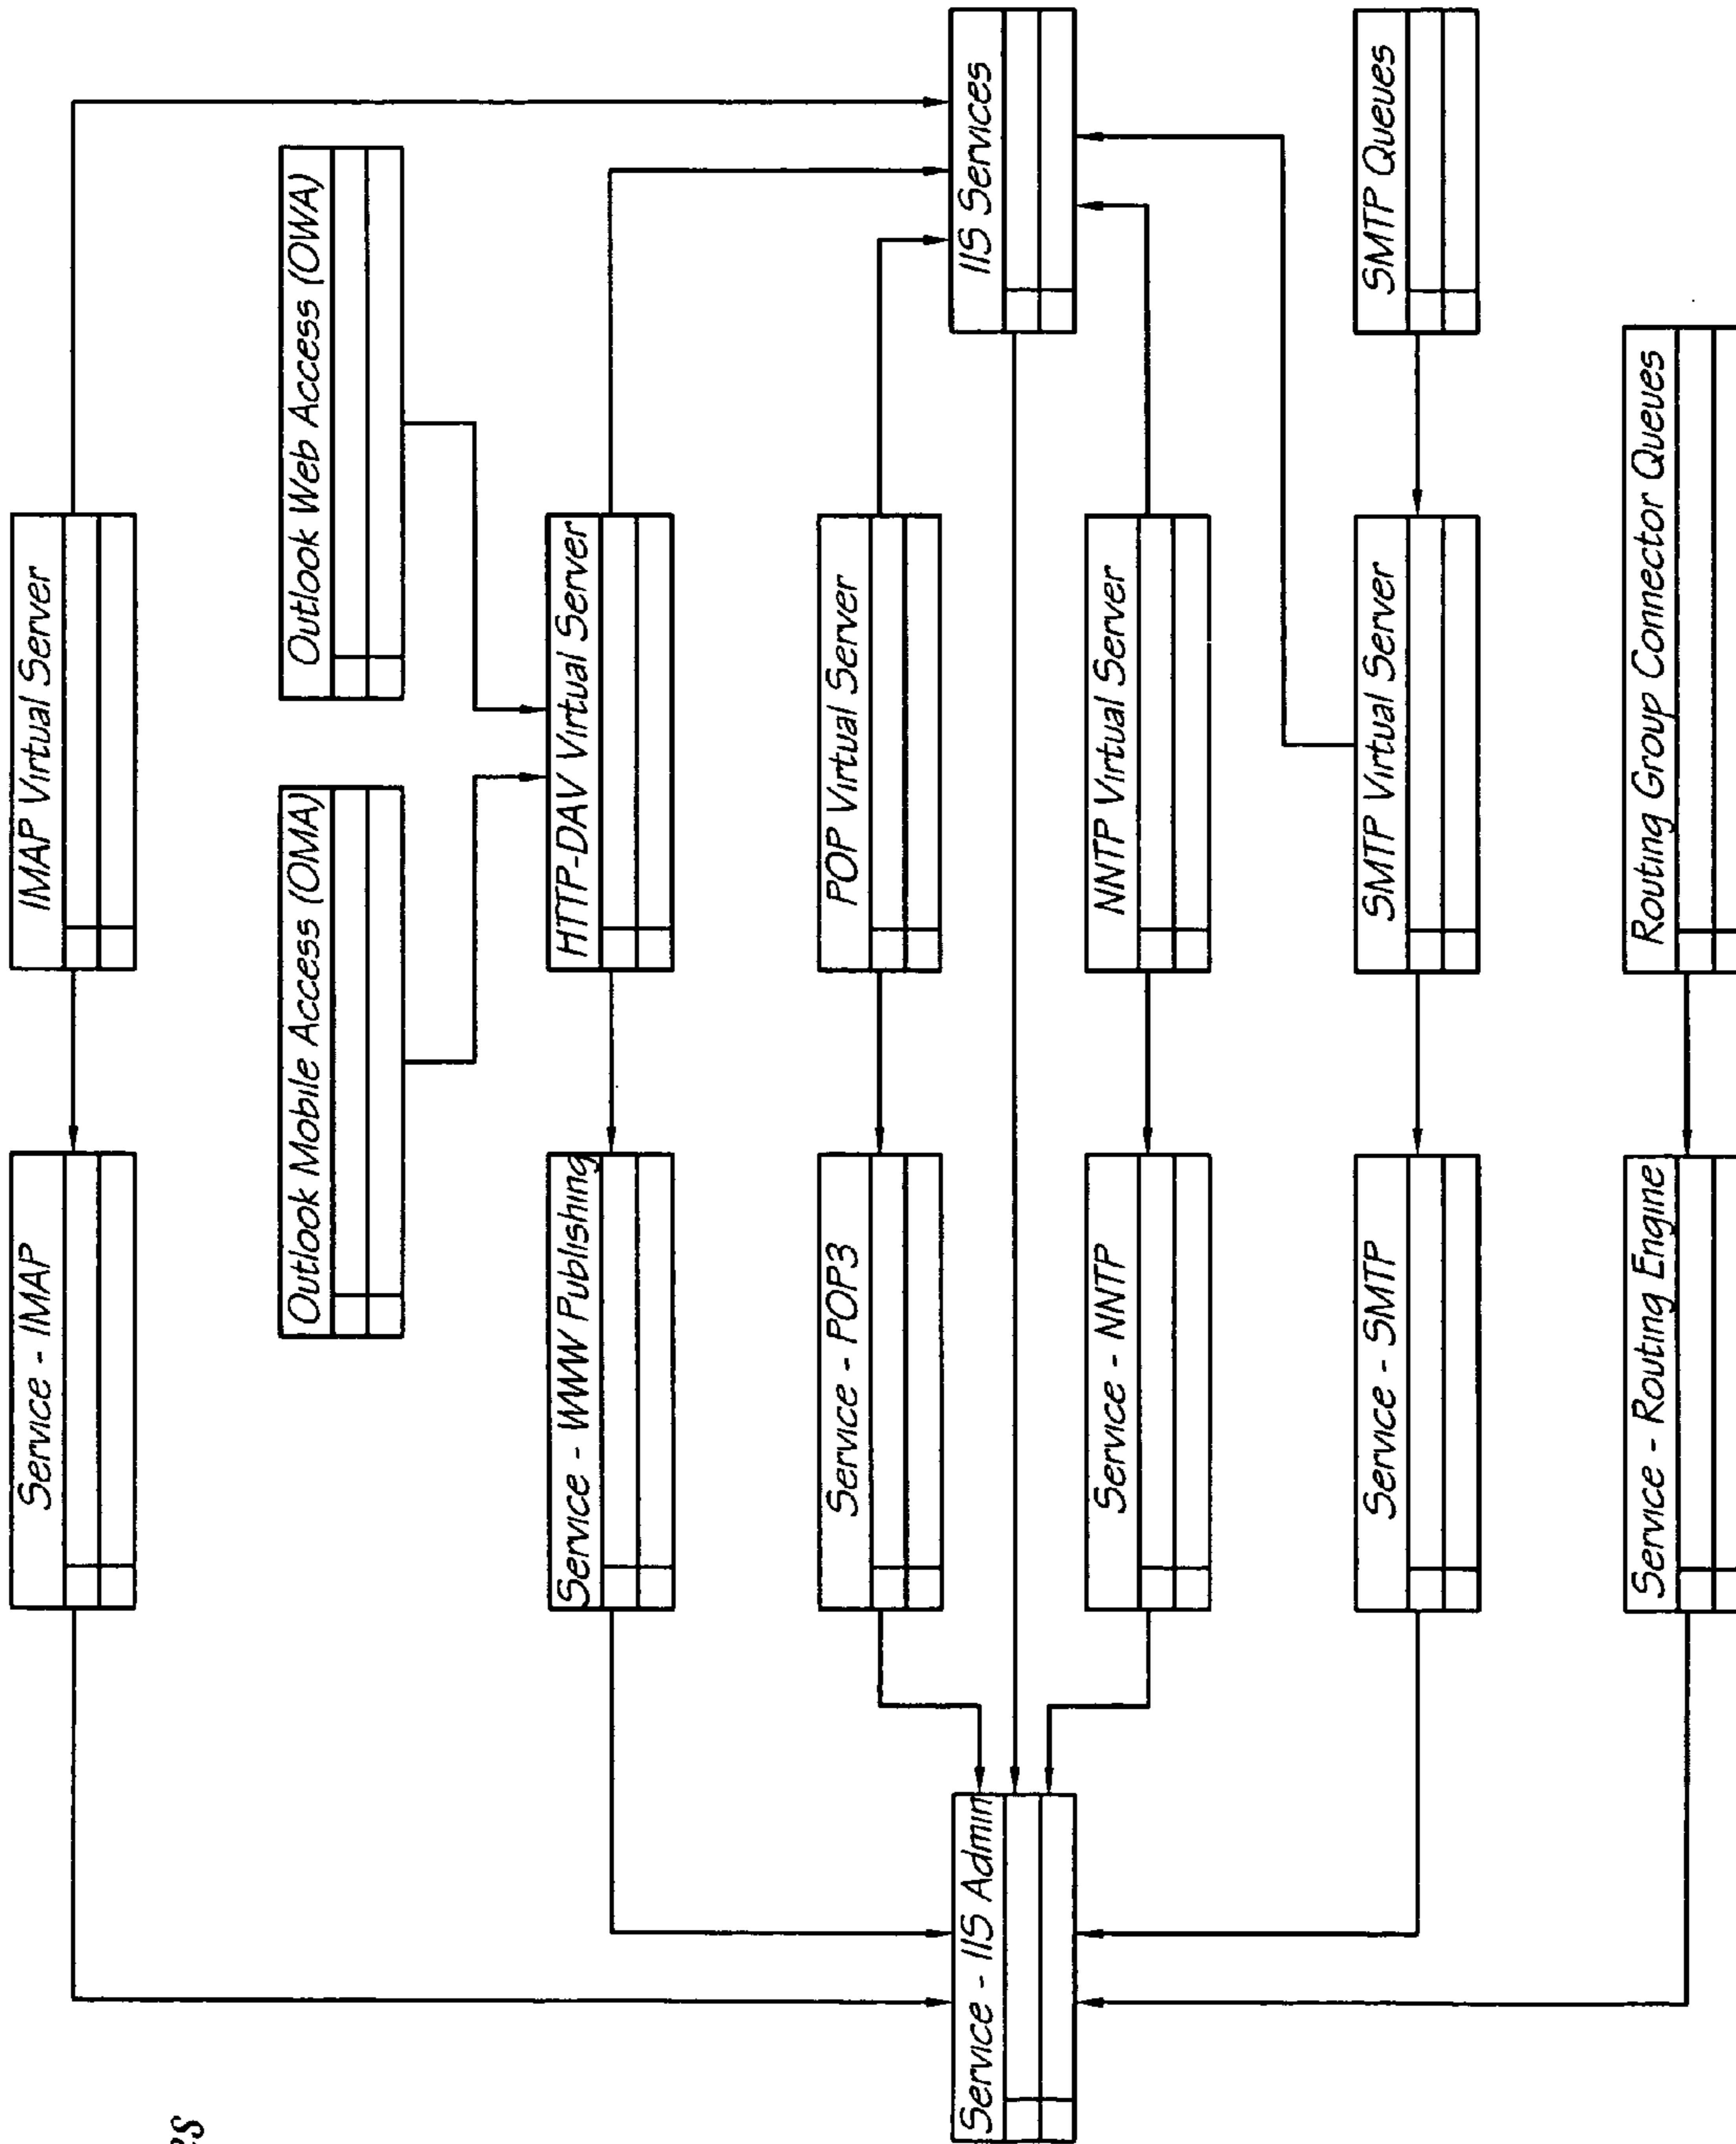 IMAP Virtual Server
Service - IMAP
Outlook Web Access (OWA)
Outlook Mobile Access (OMA)
HTTP-DAV Virtual Server
Service - WWW Publishing
POP Virtual Server
Service - POP3
IIS Services
Service - IIS Admin
NNTP Virtual Server
Service - NNTP
SMTP Queues
SMTP Virtual Server
Service - SMTP
Routing Group Connector Queues
Service - Routing Engine